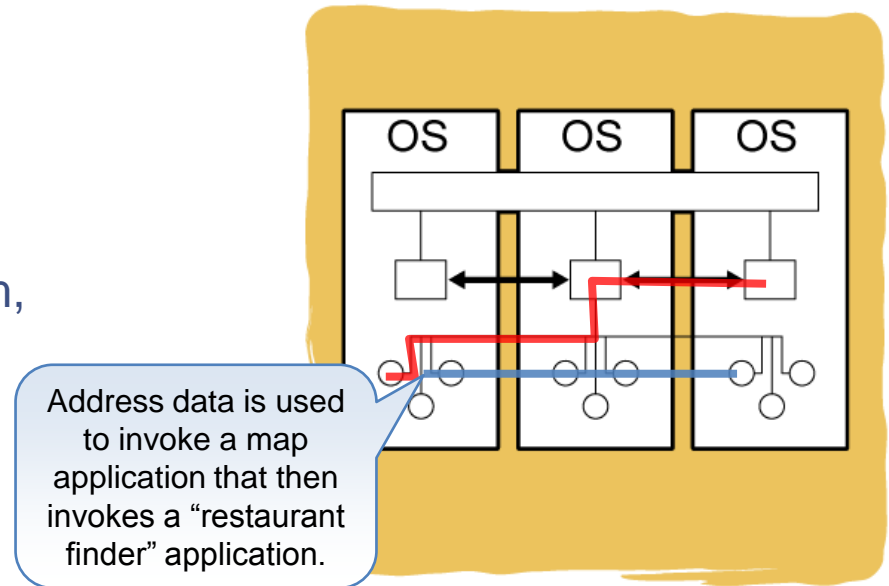 OS OS OS
n,
Address data is used
to invoke a map
application that then
invokes a “restaurant
finder” application.